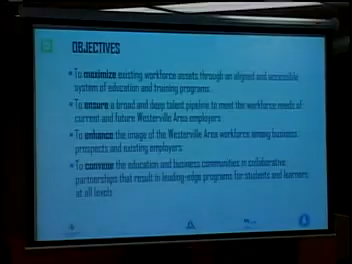 OBJECTIVES
• To maximize existing workforce assets through an aligned and accessible
system of education and training programs.
• To ensure a broad and deep talent pipeline to meet the workforce needs of
current and future Westerville Area employers
• To enhance the image of the Westerville Area workforce among business
prospects and existing employers
• To convene the education and business communities in collaborative
partnerships that result in leading-edge programs for students and learners
at all levels